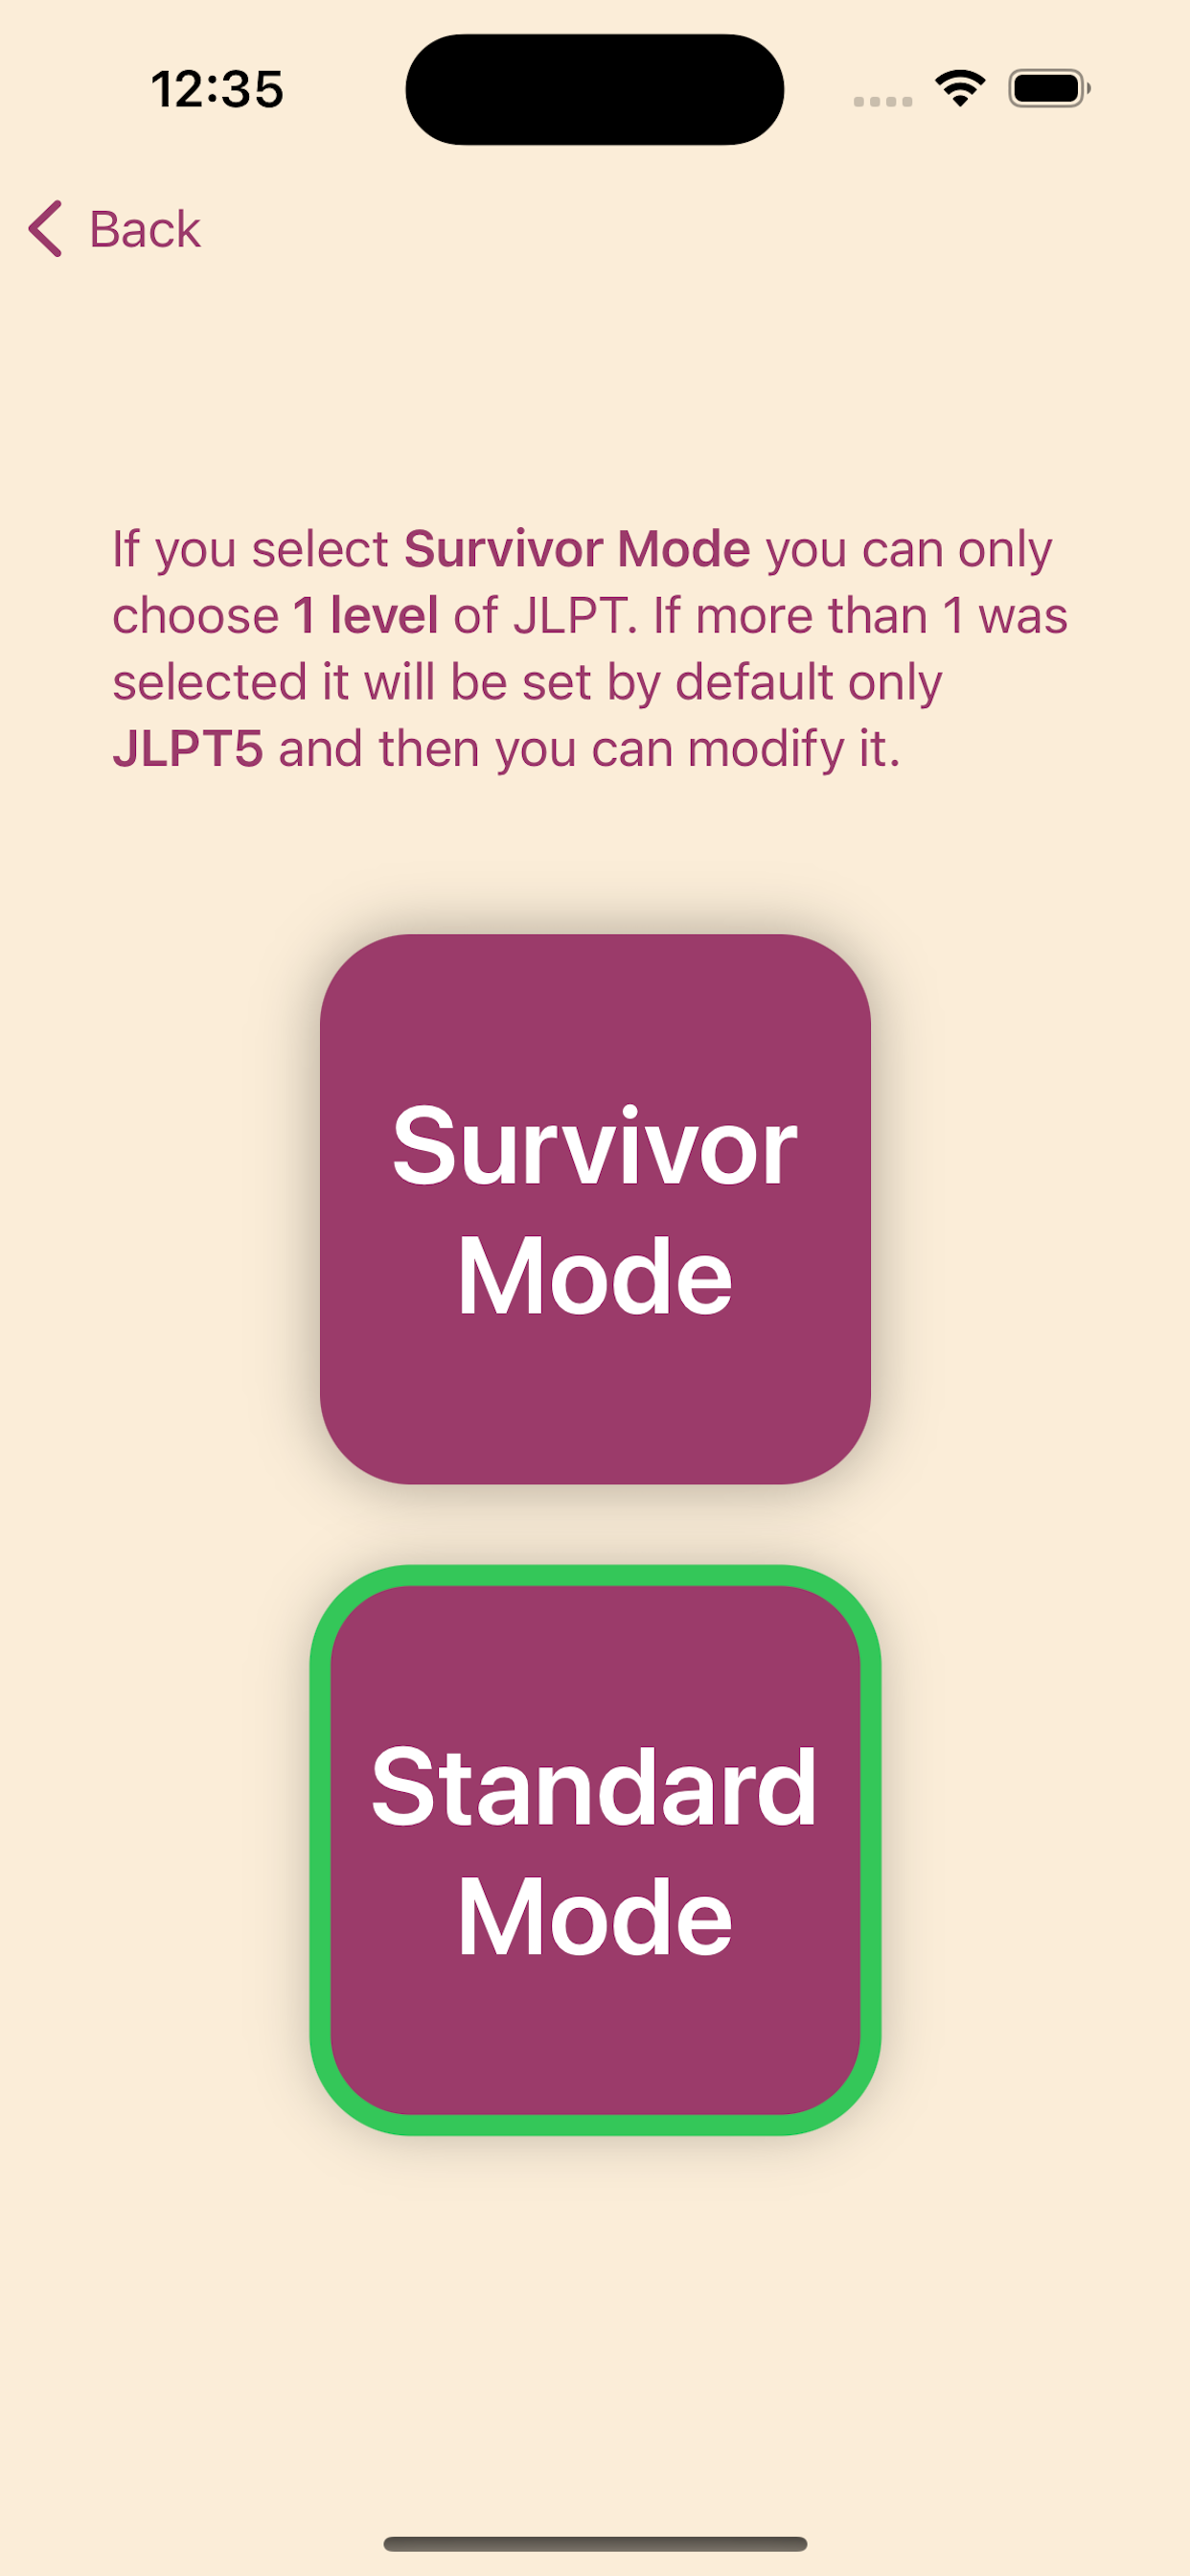 12:35
Back
If you select Survivor Mode you can only
choose 1 level of JLPT. If more than 1 was
selected it will be set by default only
JLPT5 and then you can modify it.
Survivor
Mode
Standard
Mode